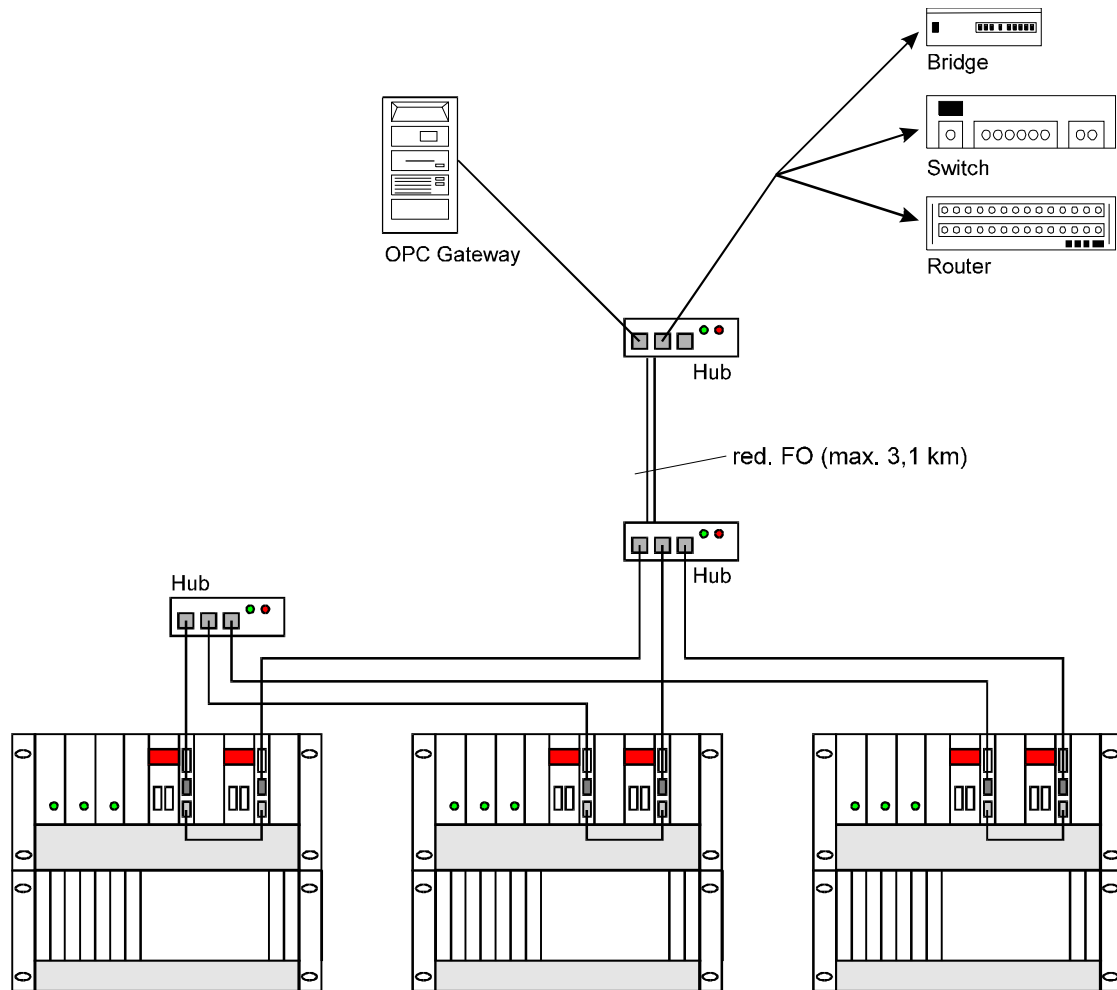 Bridge
Switch
OPC Gateway
Router
Hub
red. FO (max. 3,1 km)
Hub
Hub